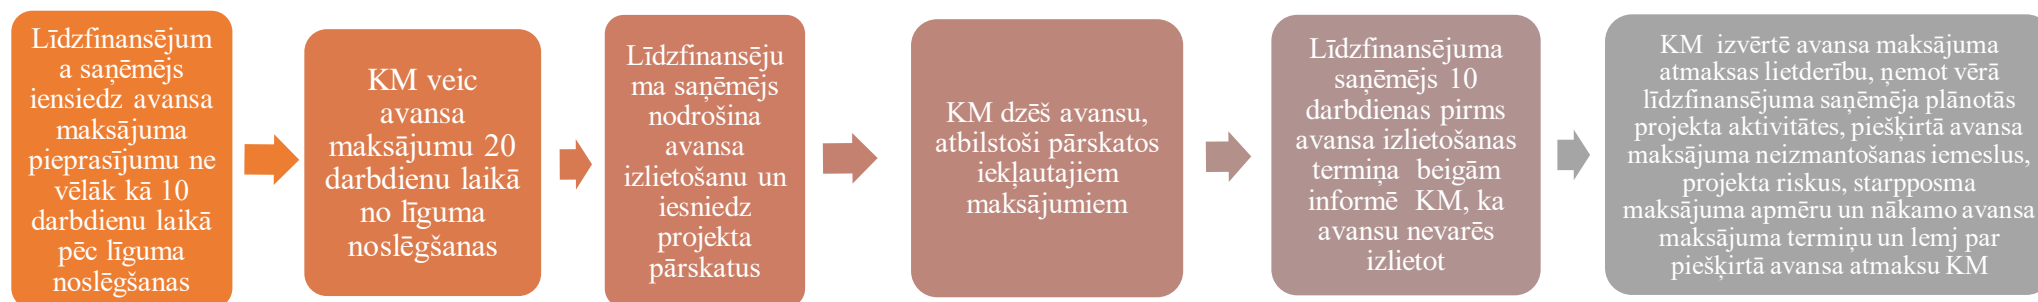 Līdzfinansējum
a saņēmējs
iensiedz avansa
maksājuma
pieprasījumu ne
vēlāk kā 10
darbdienu laikā
pēc līguma
noslēgšanas
KM veic
avansa
maksājumu 20
darbdienu laikā
no līguma
noslēgšanas
Līdzfinansēju
ma saņēmējs
nodrošina
avansa
izlietošanu un
iesniedz
projekta
pārskatus
KM dzēš avansu,
atbilstoši pārskatos
iekļautajiem
maksājumiem
Līdzfinansējuma
saņēmējs 10
darbdienas pirms
avansa izlietošanas
termiņa beigām
informē KM, ka
avansu nevarēs
izlietot
KM izvērtē avansa maksājuma
atmaksas lietderību, ņemot vērā
līdzfinansējuma saņēmēja plānotās
projekta aktivitātes, piešķirtā avansa
maksājuma neizmantošanas iemeslus,
projekta riskus, starpposma
maksājuma apmēru un nākamo avansa
maksājuma termiņu un lemj par
piešķirtā avansa atmaksu KM